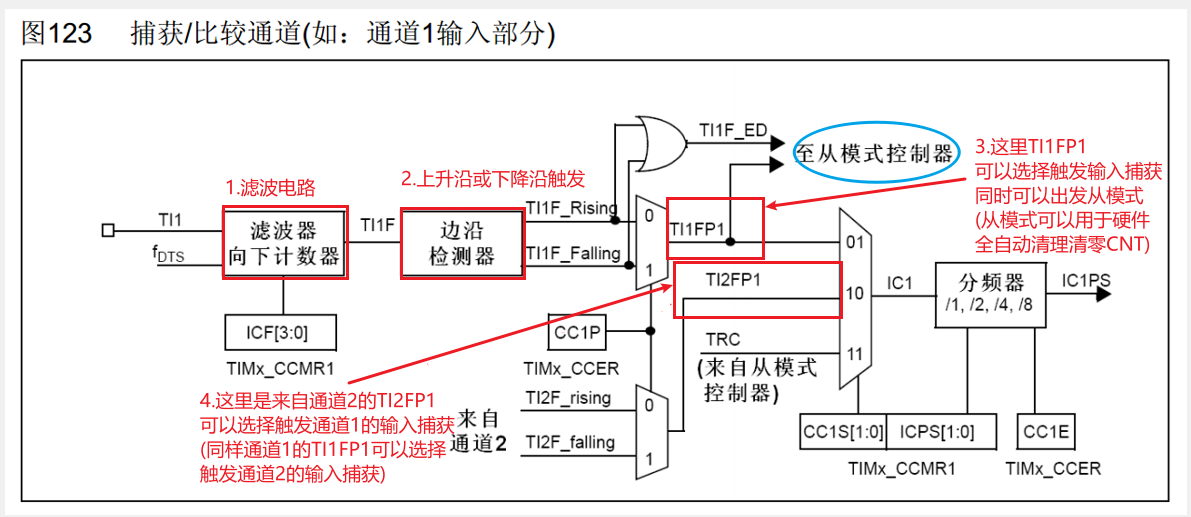 图123 捕获/比较通道(如：通道1输入部分)
TI1F_ED
至从模式控制器
3.这里TI1FP1
可以选择触发输入捕获
同时可以出发从模式
(从模式可以用于硬件
全自动清理清零CNT)
1.滤波电路
2.上升沿或下降沿触发
TI1
fDTS
滤波器
向下计数器
TI1F
边沿
检测器
TI1F_Rising
TI1F_Falling
0
1
TI1FP1
TI2FP1
01
10
11
IC1
分频器
/1, /2, /4, /8
IC1PS
ICF[3:0]
TIMx_CCMR1
CC1P
TIMx_CCER
TRC
(来自从模式
控制器)
4.这里是来自通道2的TI2FP1
可以选择触发通道1的输入捕获
(同样通道1的TI1FP1可以选择
触发通道2的输入捕获)
来自
通道2
TI2F_rising
TI2F_falling
0
1
CC1S[1:0]
ICPS[1:0]
CC1E
TIMx_CCMR1
TIMx_CCER